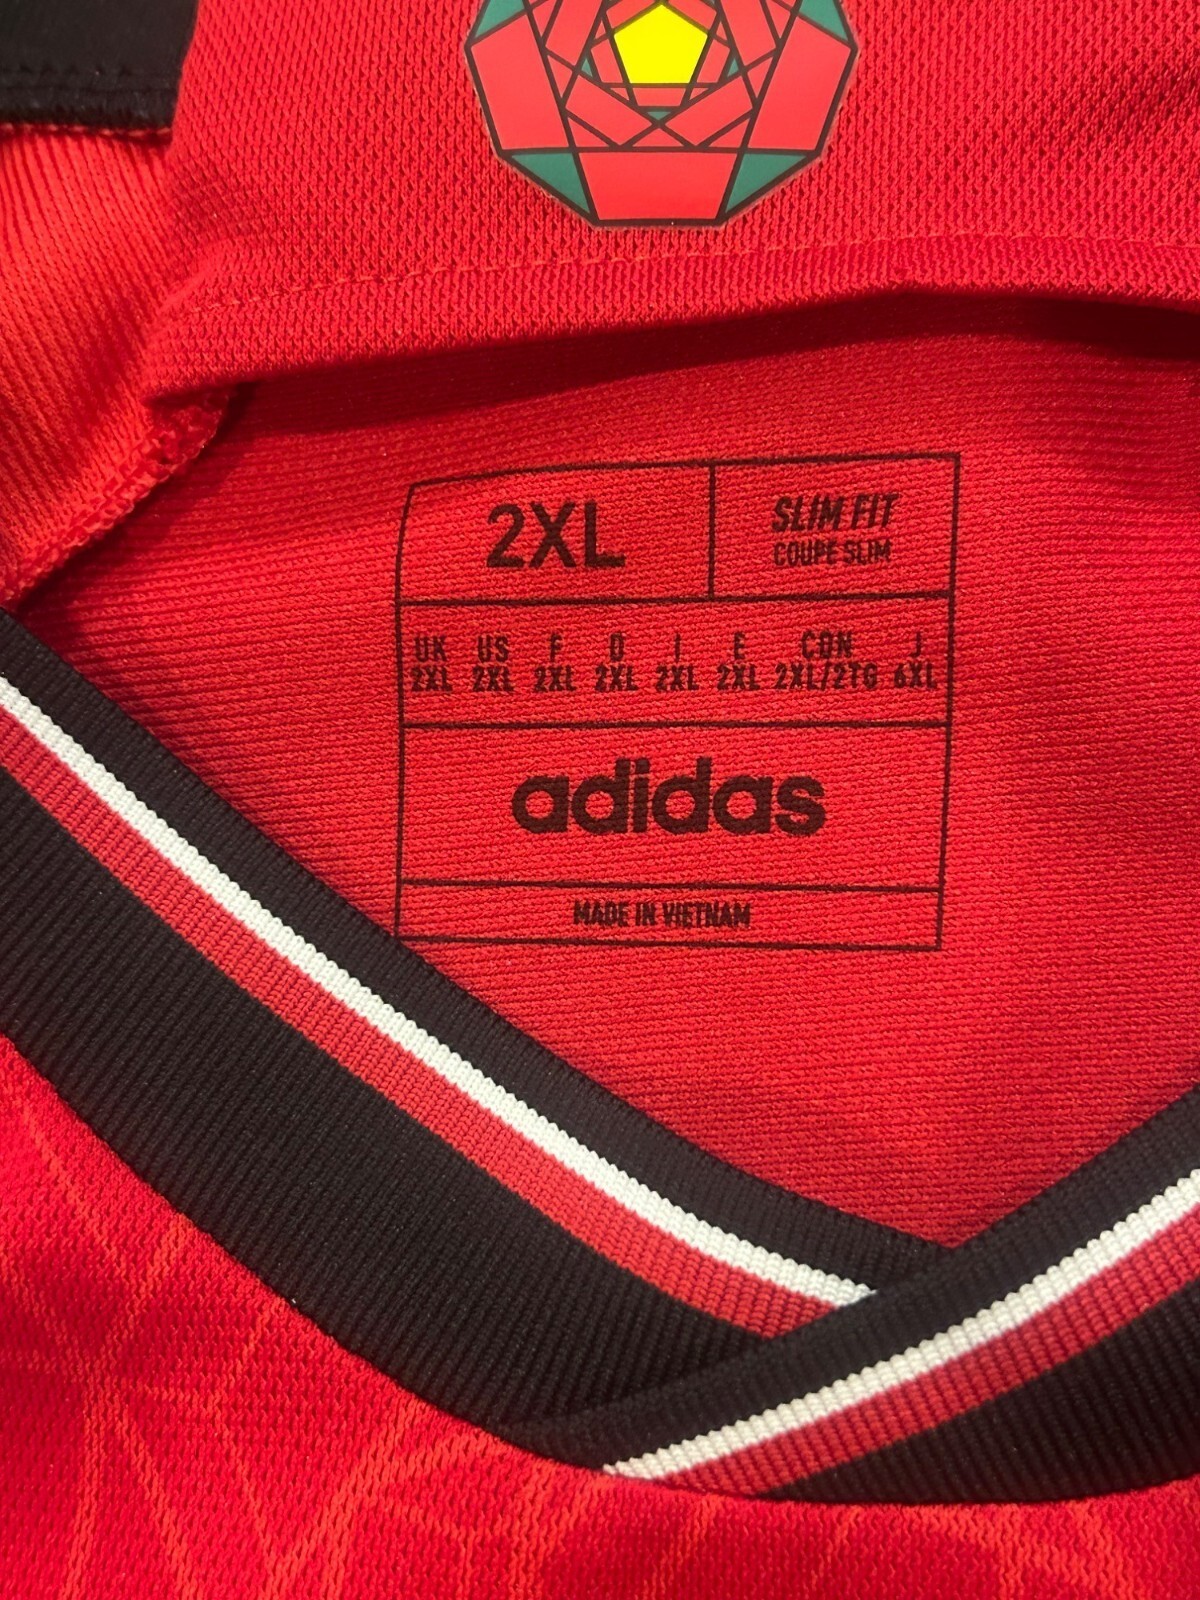 2XL
SLIM FIT
COUPE SLIM
UK US F D I E CDN J
2XL 2XL 2XL 2XL 2XL 2XL 2XL/2TG 6XL
adidas
MADE IN VIETNAM